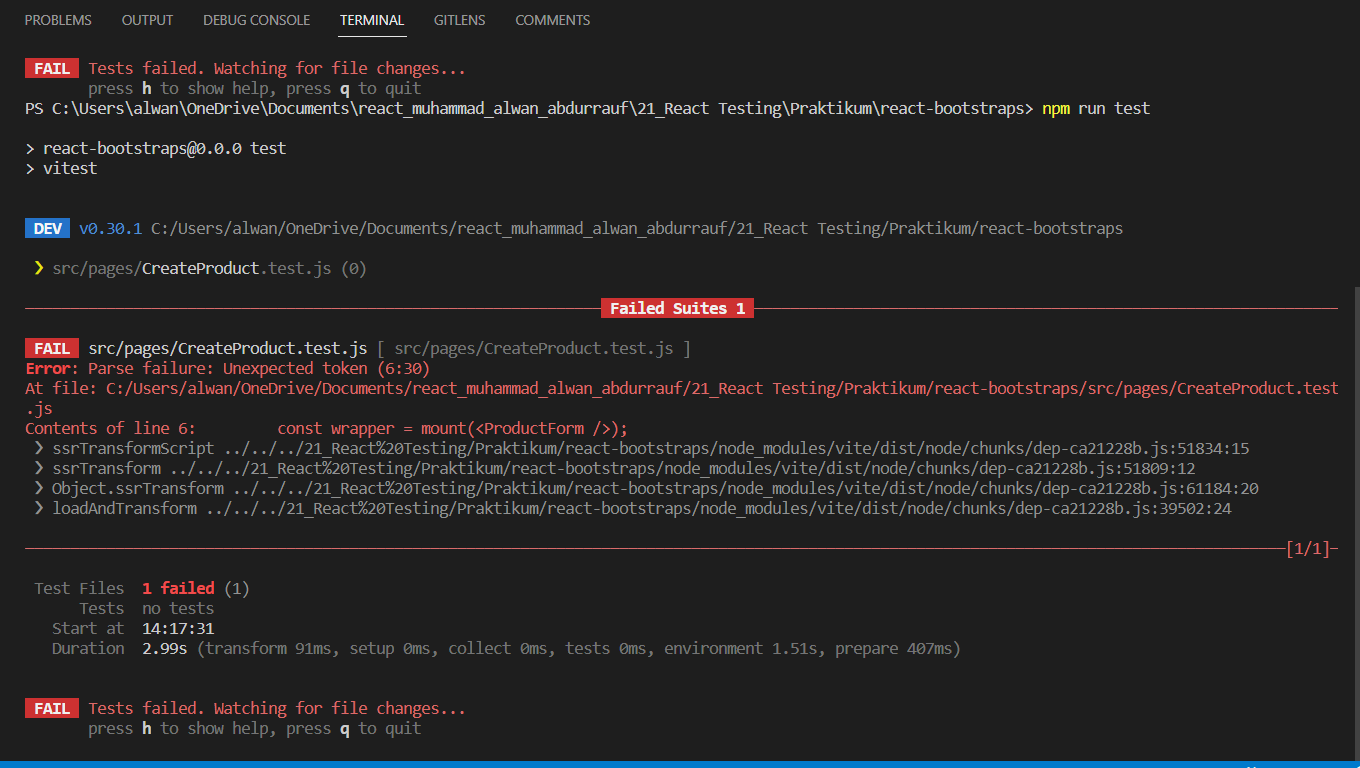 PROBLEMS OUTPUT DEBUG CONSOLE TERMINAL GITLENS COMMENTS
FAIL Tests failed. Watching for file changes...
press h to show help, press q to quit
PS C:\Users\alwan\OneDrive\Documents\react_muhammad_alwan_abdurrauf\21_React Testing\Praktikum\react-bootstraps> npm run test
> react-bootstraps@0.0.0 test
> vitest
DEV v0.30.1 C:/Users/alwan/OneDrive/Documents/react_muhammad_alwan_abdurrauf/21_React Testing/Praktikum/react-bootstraps
❯ src/pages/CreateProduct.test.js (0)
Failed Suites 1
FAIL src/pages/CreateProduct.test.js [ src/pages/CreateProduct.test.js ]
Error: Parse failure: Unexpected token (6:30)
At file: C:/Users/alwan/OneDrive/Documents/react_muhammad_alwan_abdurrauf/21_React Testing/Praktikum/react-bootstraps/src/pages/CreateProduct.test
.js
Contents of line 6: const wrapper = mount(<ProductForm />);
❯ ssrTransformScript ../../../21_React%20Testing/Praktikum/react-bootstraps/node_modules/vite/dist/node/chunks/dep-ca21228b.js:51834:15
❯ ssrTransform ../../../21_React%20Testing/Praktikum/react-bootstraps/node_modules/vite/dist/node/chunks/dep-ca21228b.js:51809:12
❯ Object.ssrTransform ../../../21_React%20Testing/Praktikum/react-bootstraps/node_modules/vite/dist/node/chunks/dep-ca21228b.js:61184:20
❯ loadAndTransform ../../../21_React%20Testing/Praktikum/react-bootstraps/node_modules/vite/dist/node/chunks/dep-ca21228b.js:39502:24
[1/1]
Test Files 1 failed (1)
Tests no tests
Start at 14:17:31
Duration 2.99s (transform 91ms, setup 0ms, collect 0ms, tests 0ms, environment 1.51s, prepare 407ms)
FAIL Tests failed. Watching for file changes...
press h to show help, press q to quit